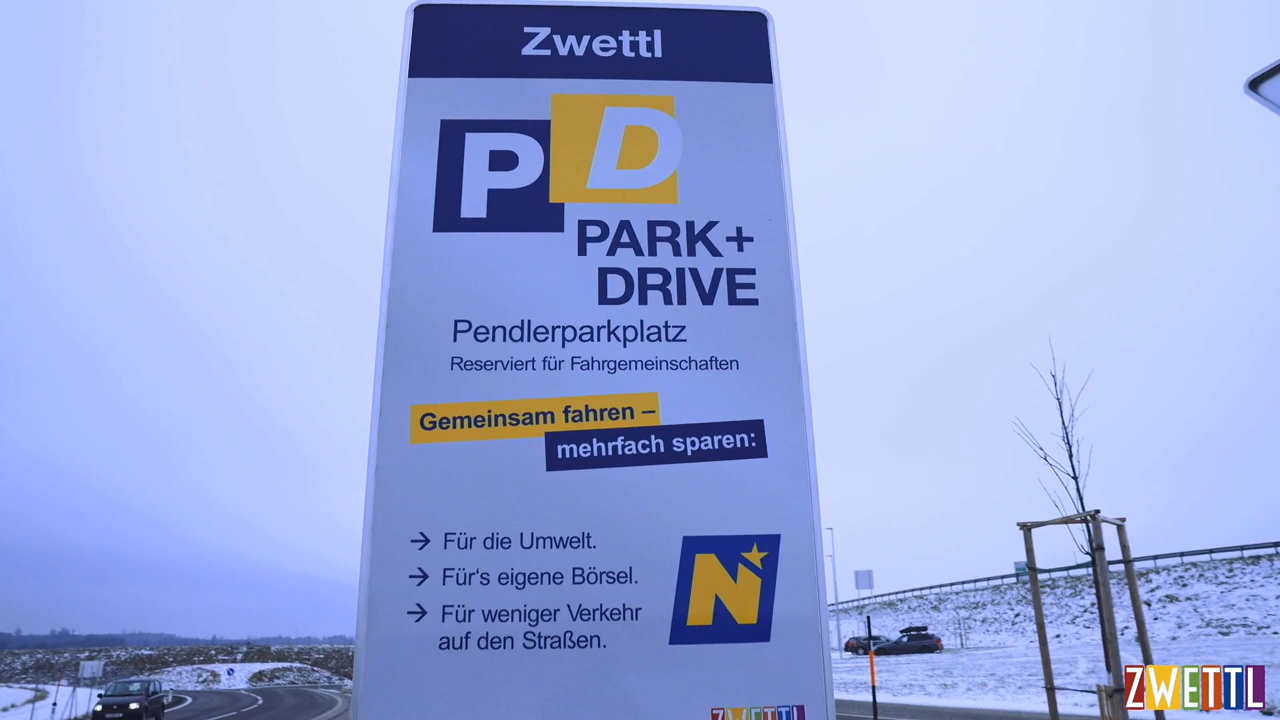 Zwettl
P D
PARK+
DRIVE
Pendlerparkplatz
Reserviert für Fahrgemeinschaften
Gemeinsam fahren –
mehrfach sparen:
→ Für die Umwelt.
→ Für's eigene Börsel.
→ Für weniger Verkehr
auf den Straßen.
N
ZWETTL
ZWETTL